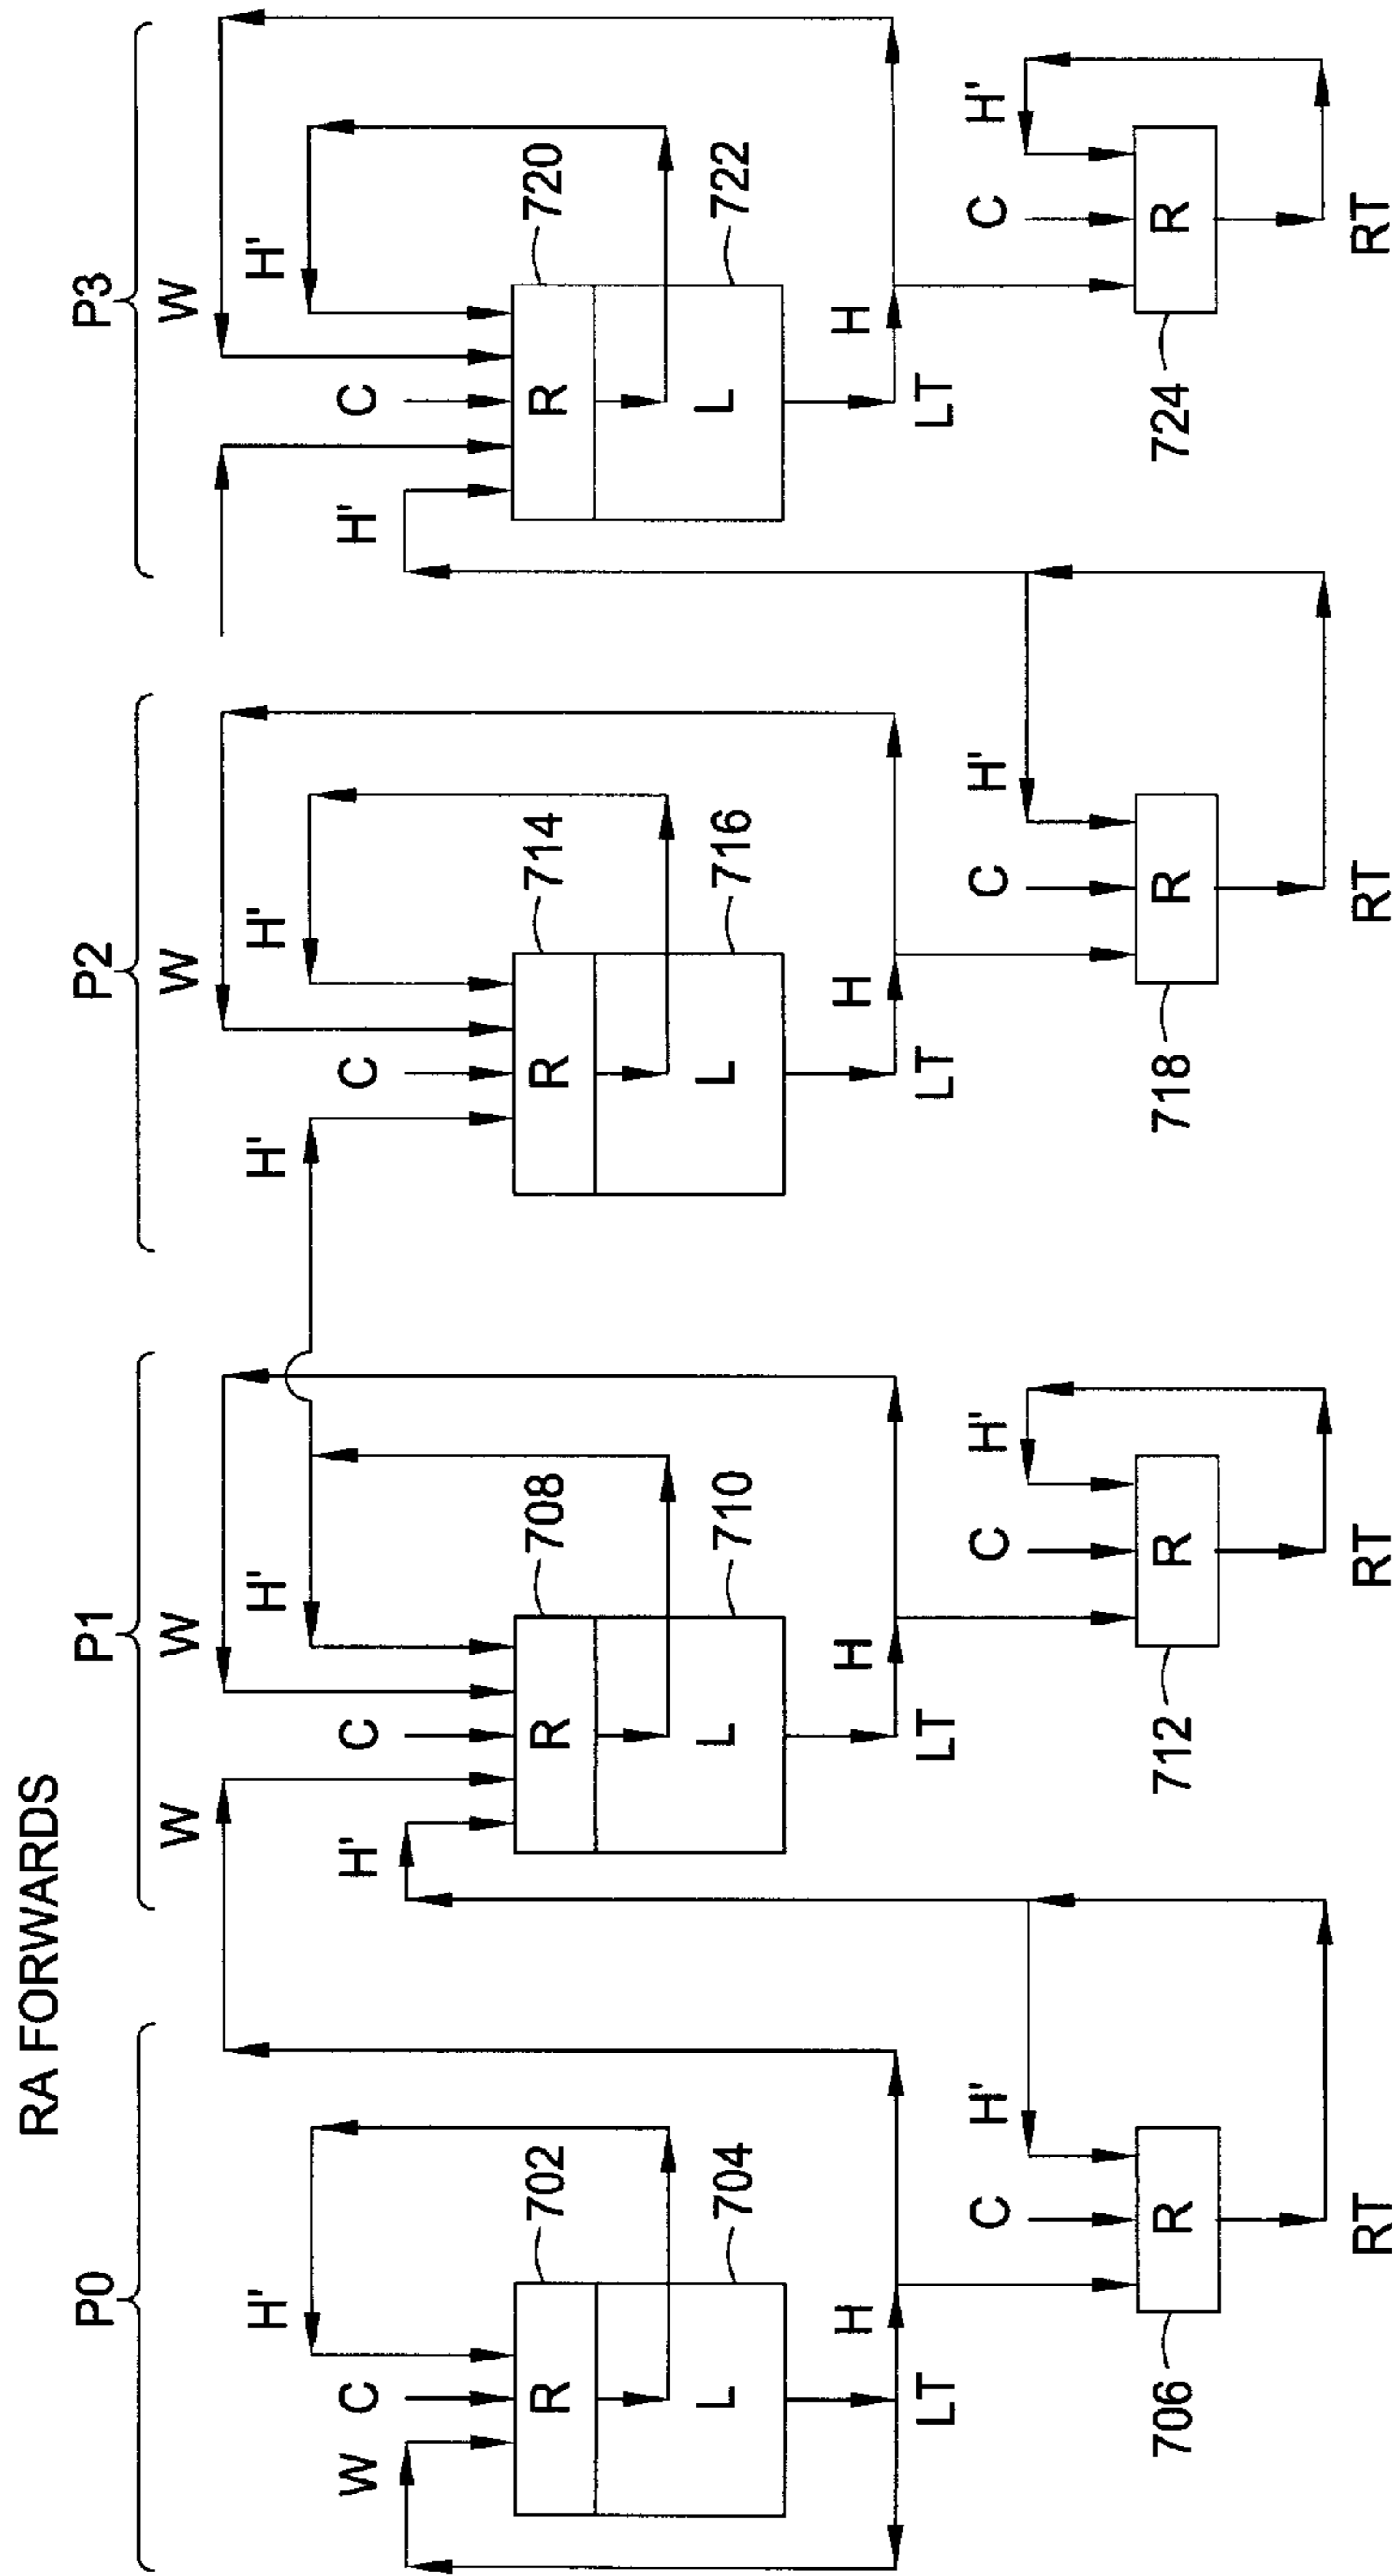 RA FORWARDS
P0
P1
P2
P3
W
W
W
W
H'
H'
H'
H'
H'
W
C
H'
C
C
H'
C
R
702
R
708
R
714
R
720
L
704
L
710
L
716
L
722
H
H
H
H
LT
LT
LT
LT
C
H'
C
H'
C
H'
C
H'
R
R
R
R
706
712
718
724
RT
RT
RT
RT